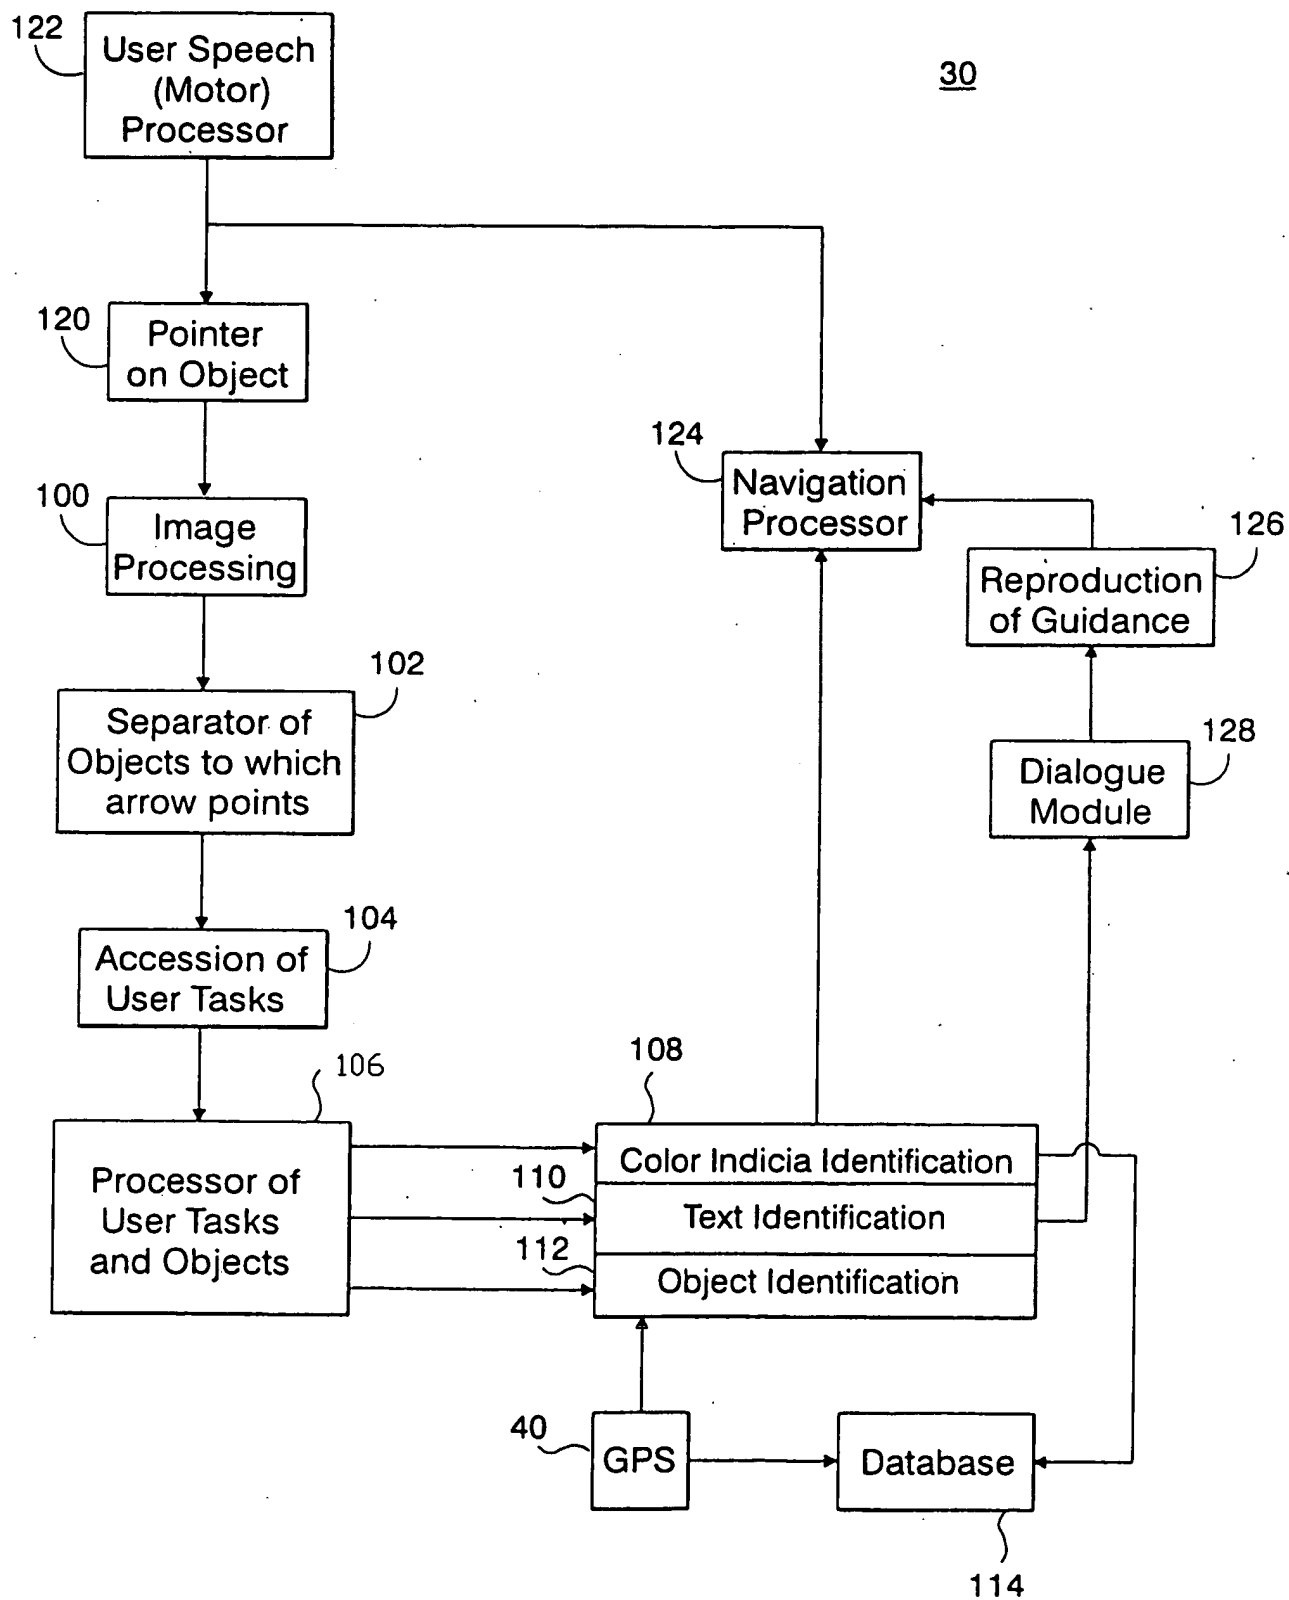 122
User Speech
(Motor)
Processor
30
120
Pointer
on Object
124
Navigation
Processor
100
Image
Processing
126
Reproduction
of Guidance
102
Separator of
Objects to which
arrow points
128
Dialogue
Module
104
Accession of
User Tasks
106
Processor of
User Tasks
and Objects
108
Color Indicia Identification
110
Text Identification
112
Object Identification
40
GPS
Database
114